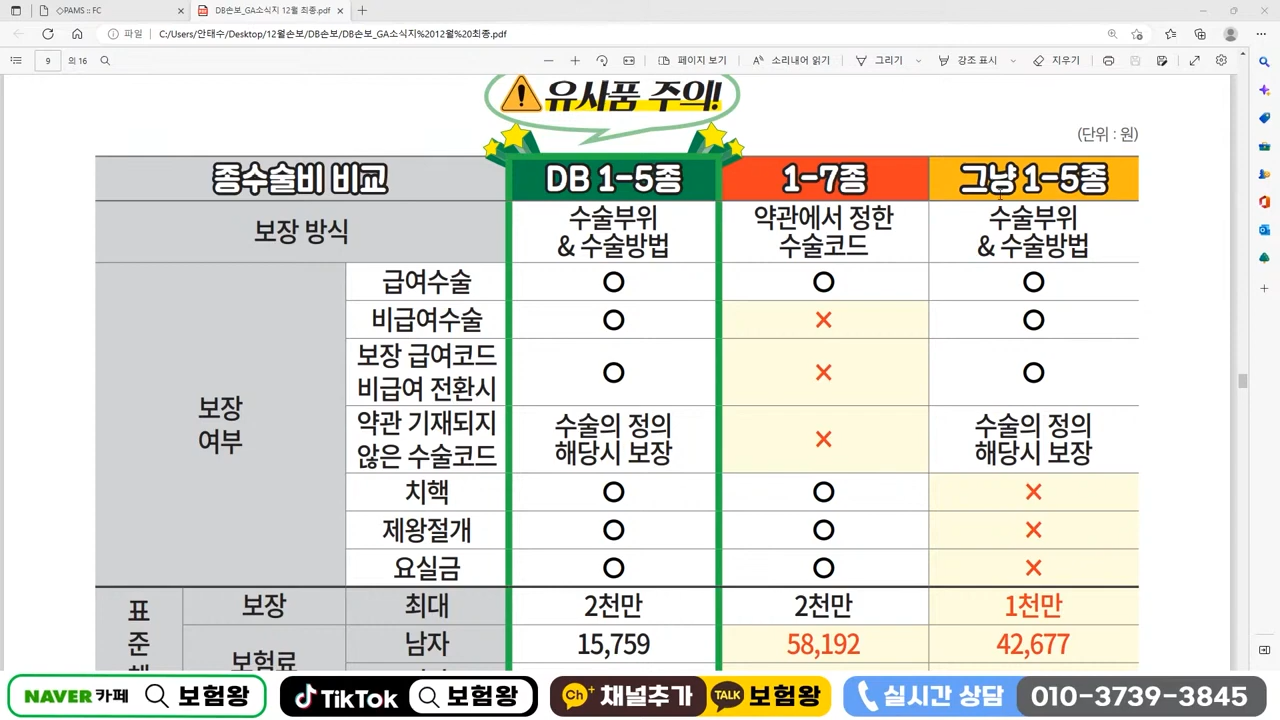 ◇PAMS :: FC
DB손보_GA소식지 12월 최종.pdf
파일
C:/Users/안태수/Desktop/12월손보/DB손보/DB손보_GA소식지%2012월%20최종.pdf
9 의 16
페이지 보기
소리내어 읽기
그리기
강조 표시
지우기
유사품 주의!
(단위 : 원)
종수술비 비교 DB 1-5종 1-7종 그냥 1-5종
보장 방식 수술부위 & 수술방법 약관에서 정한 수술코드 수술부위 & 수술방법
보장 여부
급여수술 O O O
비급여수술 O × O
보장 급여코드 비급여 전환시 O × O
약관 기재되지 않은 수술코드 수술의 정의 해당시 보장 × 수술의 정의 해당시 보장
치핵 O O ×
제왕절개 O O ×
요실금 O O ×
표준
보장 최대 2천만 2천만 1천만
보험료 남자 15,759 58,192 42,677
NAVER 카페 보험왕
TikTok 보험왕
Ch+ 채널추가 TALK 보험왕
실시간 상담 010-3739-3845